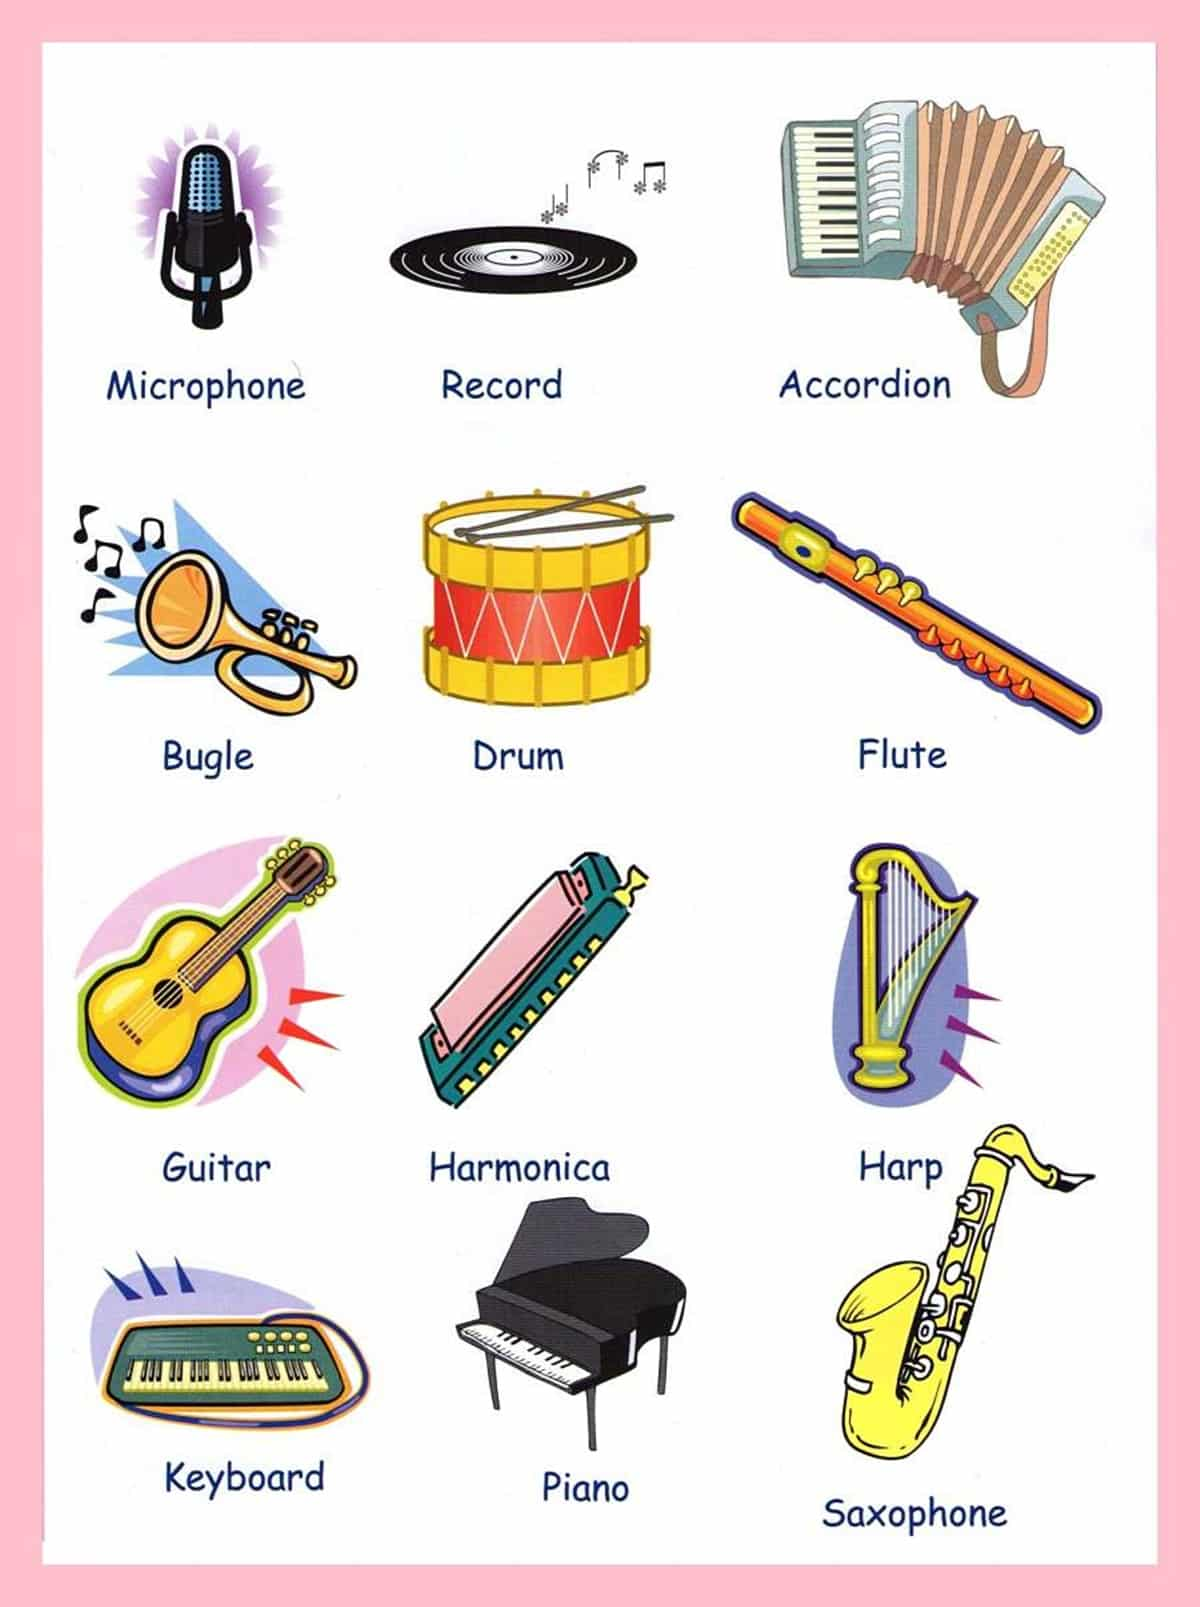 Microphone
Record
Accordion
Bugle
Drum
Flute
Guitar
Harmonica
Harp
Keyboard
Piano
Saxophone